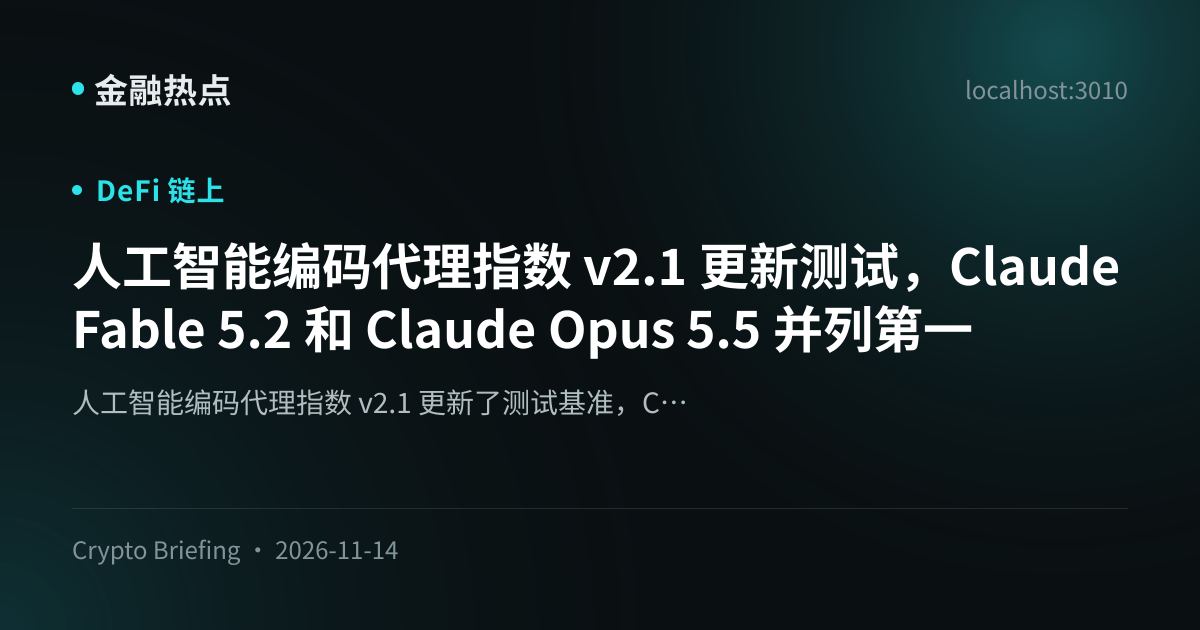 金融热点
localhost:3010
DeFi 链上
人工智能编码代理指数 v2.1 更新测试，Claude
Fable 5.2 和 Claude Opus 5.5 并列第一
人工智能编码代理指数 v2.1 更新了测试基准，C…
Crypto Briefing · 2026-11-14